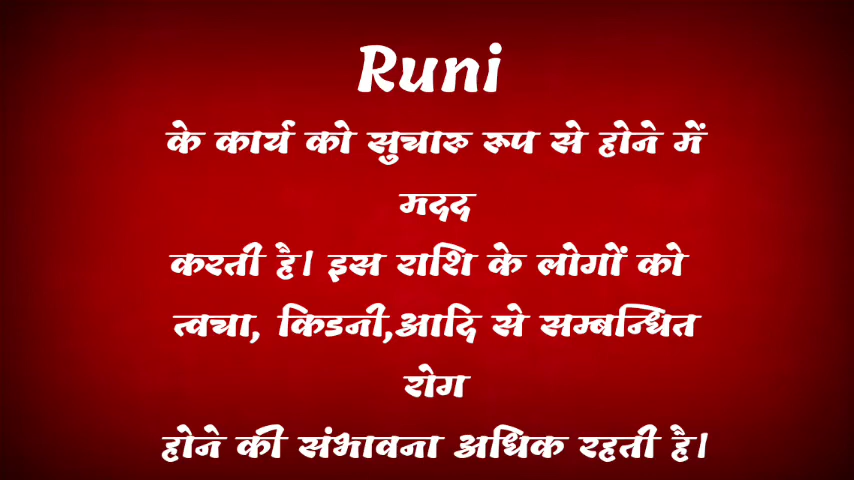 Runi
के कार्य को सुचारू रूप से होने में
मदद
करती है। इस राशि के लोगों को
त्वचा, किडनी,आदि से सम्बन्धित
रोग
होने की संभावना अधिक रहती है।